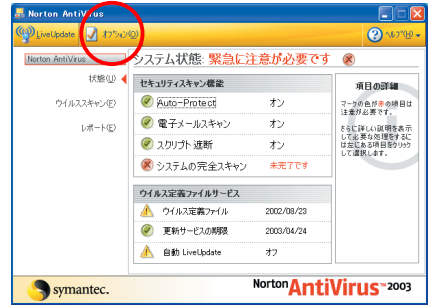 Norton AntiVirus
LiveUpdate オプション(O) ヘルプ(H)
Norton AntiVirus
状態(U)
ウイルススキャン(F)
レポート(E)
システム状態: 緊急に注意が必要です
セキュリティスキャン機能
Auto-Protect オン
電子メールスキャン オン
スクリプト遮断 オン
システムの完全スキャン 未完了です
ウイルス定義ファイルサービス
ウイルス定義ファイル 2002/08/23
更新サービスの期限 2003/04/24
自動 LiveUpdate オフ
項目の詳細
マークの色が赤の項目は
注意が必要です。
さらに詳しい説明を表示
して必要な処理をするに
は左にある項目をクリック
して選択します。
symantec.
Norton AntiVirus™ 2003